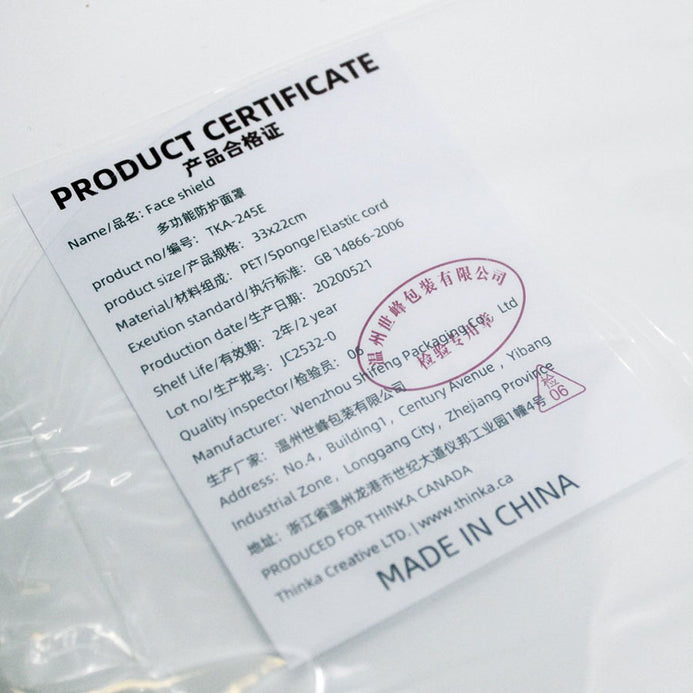 PRODUCT CERTIFICATE
产品合格证
Name/品名: Face shield
多功能防护面罩
product no/编号: TKA-245E
product size/产品规格: 33x22cm
Material/材料组成: PET/Sponge/Elastic cord
Exeution standard/执行标准: GB 14866-2006
Production date/生产日期: 20200521
Shelf Life/有效期: 2年/2 year
Lot no/生产批号: JC2532-0
Quality inspector/检验员: 06
Manufacturer: Wenzhou Shifeng Packaging Co., Ltd
生产厂家: 温州世峰包装有限公司
Address: No.4, Building1, Century Avenue, Yibang
Industrial Zone, Longgang City, Zhejiang Province
地址: 浙江省温州龙港市世纪大道仪邦工业园1幢4号
PRODUCED FOR THINKA CANADA
Thinka Creative LTD. | www.thinka.ca
MADE IN CHINA
温州世峰包装有限公司
检验专用章
检
06